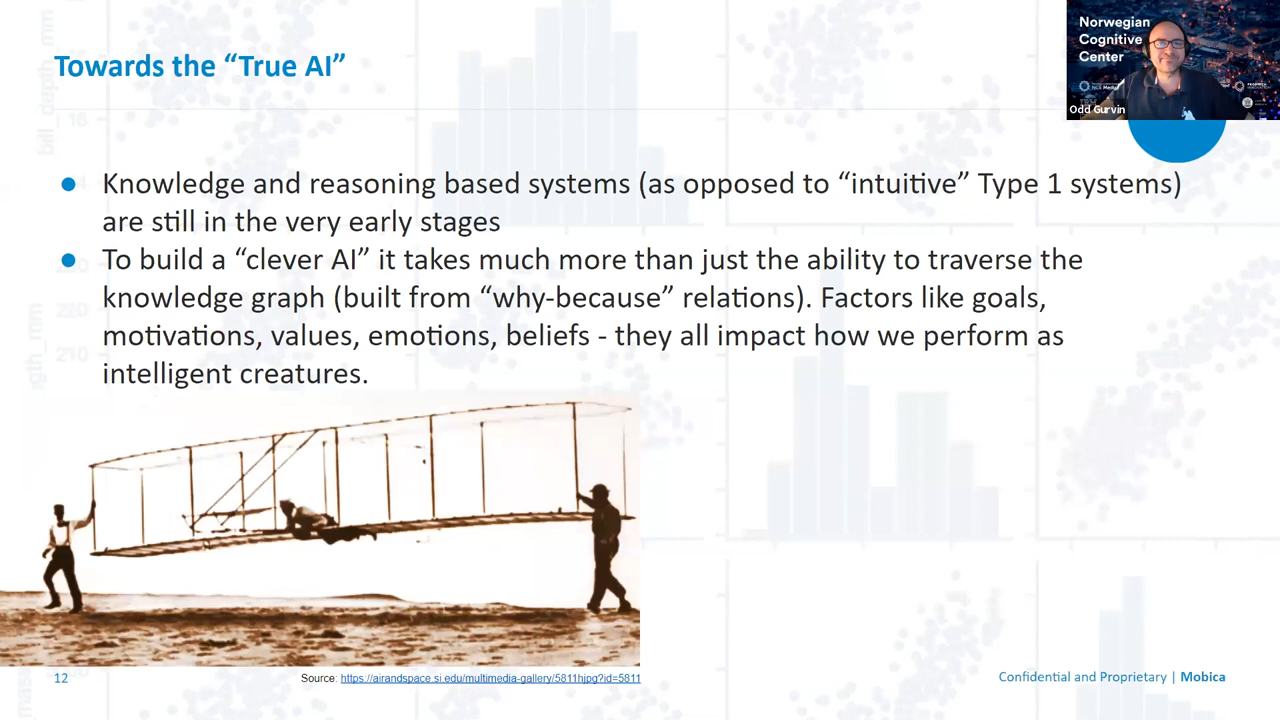 Towards the “True AI”
Norwegian
Cognitive
Center
Odd Gurvin
Knowledge and reasoning based systems (as opposed to “intuitive” Type 1 systems)
are still in the very early stages
To build a “clever AI” it takes much more than just the ability to traverse the
knowledge graph (built from “why-because” relations). Factors like goals,
motivations, values, emotions, beliefs - they all impact how we perform as
intelligent creatures.
12
Source: https://airandspace.si.edu/multimedia-gallery/5811hjpg?id=5811
Confidential and Proprietary | Mobica